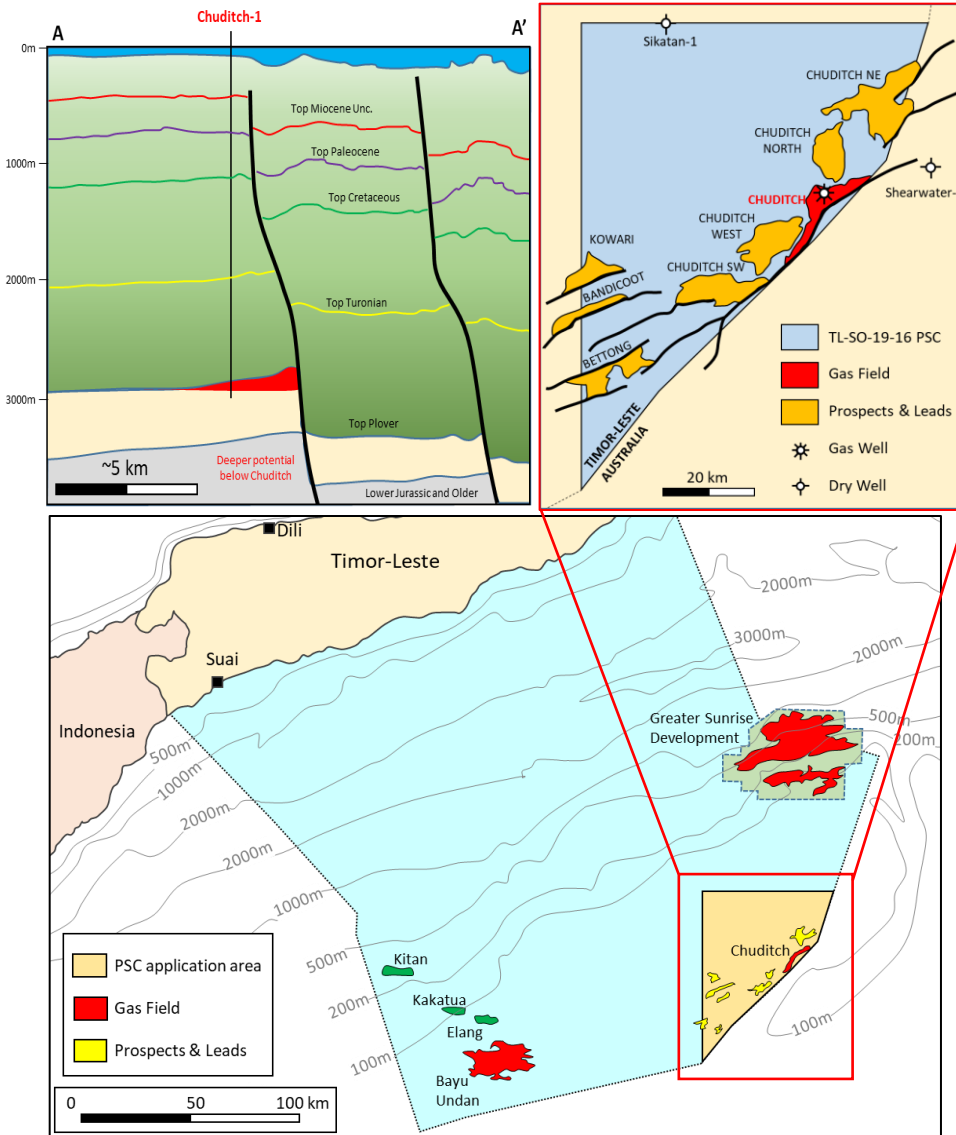 Chuditch-1
A
A'
0m
1000m
2000m
3000m
Top Miocene Unc.
Top Paleocene
Top Cretaceous
Top Turonian
Top Plover
~5 km
Deeper potential
below Chuditch
Lower Jurassic and Older
Sikatan-1
CHUDITCH NE
CHUDITCH
NORTH
CHUDITCH
Shearwater-
CHUDITCH
WEST
KOWARI
CHUDITCH SW
BANDICOOT
BETTONG
TIMOR-LESTE
AUSTRALIA
TL-SO-19-16 PSC
Gas Field
Prospects & Leads
Gas Well
Dry Well
20 km
Dili
Timor-Leste
Suai
Indonesia
2000m
3000m
2000m
Greater Sunrise
Development
500m
200m
500m
1000m
2000m
2000m
1000m
500m
200m
100m
Kitan
Kakatua
Elang
Bayu
Undan
Chuditch
100m
PSC application area
Gas Field
Prospects & Leads
0 50 100 km